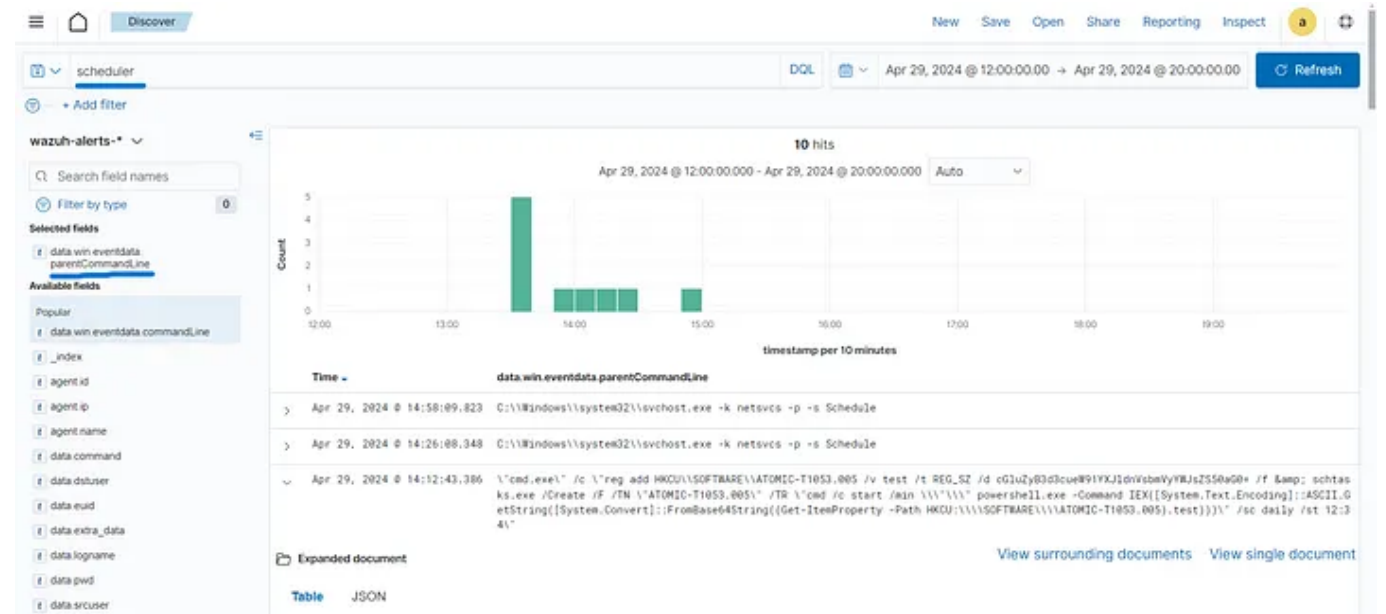 Discover
New Save Open Share Reporting Inspect a
scheduler
DQL
Apr 29, 2024 @ 12:00:00.00 → Apr 29, 2024 @ 20:00:00.00
Refresh
+ Add filter
wazuh-alerts-*
Search field names
Filter by type 0
Selected fields
t data.win.eventdata.
parentCommandLine
Available fields
Popular
t data.win.eventdata.commandLine
t _index
t agent.id
t agent.ip
t agent.name
t data.command
t data.dstuser
t data.euid
t data.extra_data
t data.logname
t data.pwd
t data.srcuser
10 hits
Apr 29, 2024 @ 12:00:00.000 - Apr 29, 2024 @ 20:00:00.000 Auto
Count
5
4
3
2
1
0
12:00 13:00 14:00 15:00 16:00 17:00 18:00 19:00
timestamp per 10 minutes
Time data.win.eventdata.parentCommandLine
Apr 29, 2024 @ 14:58:09.823 C:\\Windows\\system32\\svchost.exe -k netsvcs -p -s Schedule
Apr 29, 2024 @ 14:26:08.348 C:\\Windows\\system32\\svchost.exe -k netsvcs -p -s Schedule
Apr 29, 2024 @ 14:12:43.386 \"cmd.exe\" /c \"reg add HKCU\\SOFTWARE\\ATOMIC-T1053.005 /v test /t REG_SZ /d /f &amp; schtas
ks.exe /Create /F /TN \"ATOMIC-T1053.005\" /TR \"cmd /c start /min \\\"\\\" powershell.exe -Command IEX([System.Text.Encoding]::ASCII.G
etString([System.Convert]::FromBase64String((Get-ItemProperty -Path HKCU:\\\\SOFTWARE\\\\ATOMIC-T1053.005).test)))\" /sc daily /st 12:3
4\"
Expanded document
View surrounding documents View single document
Table JSON